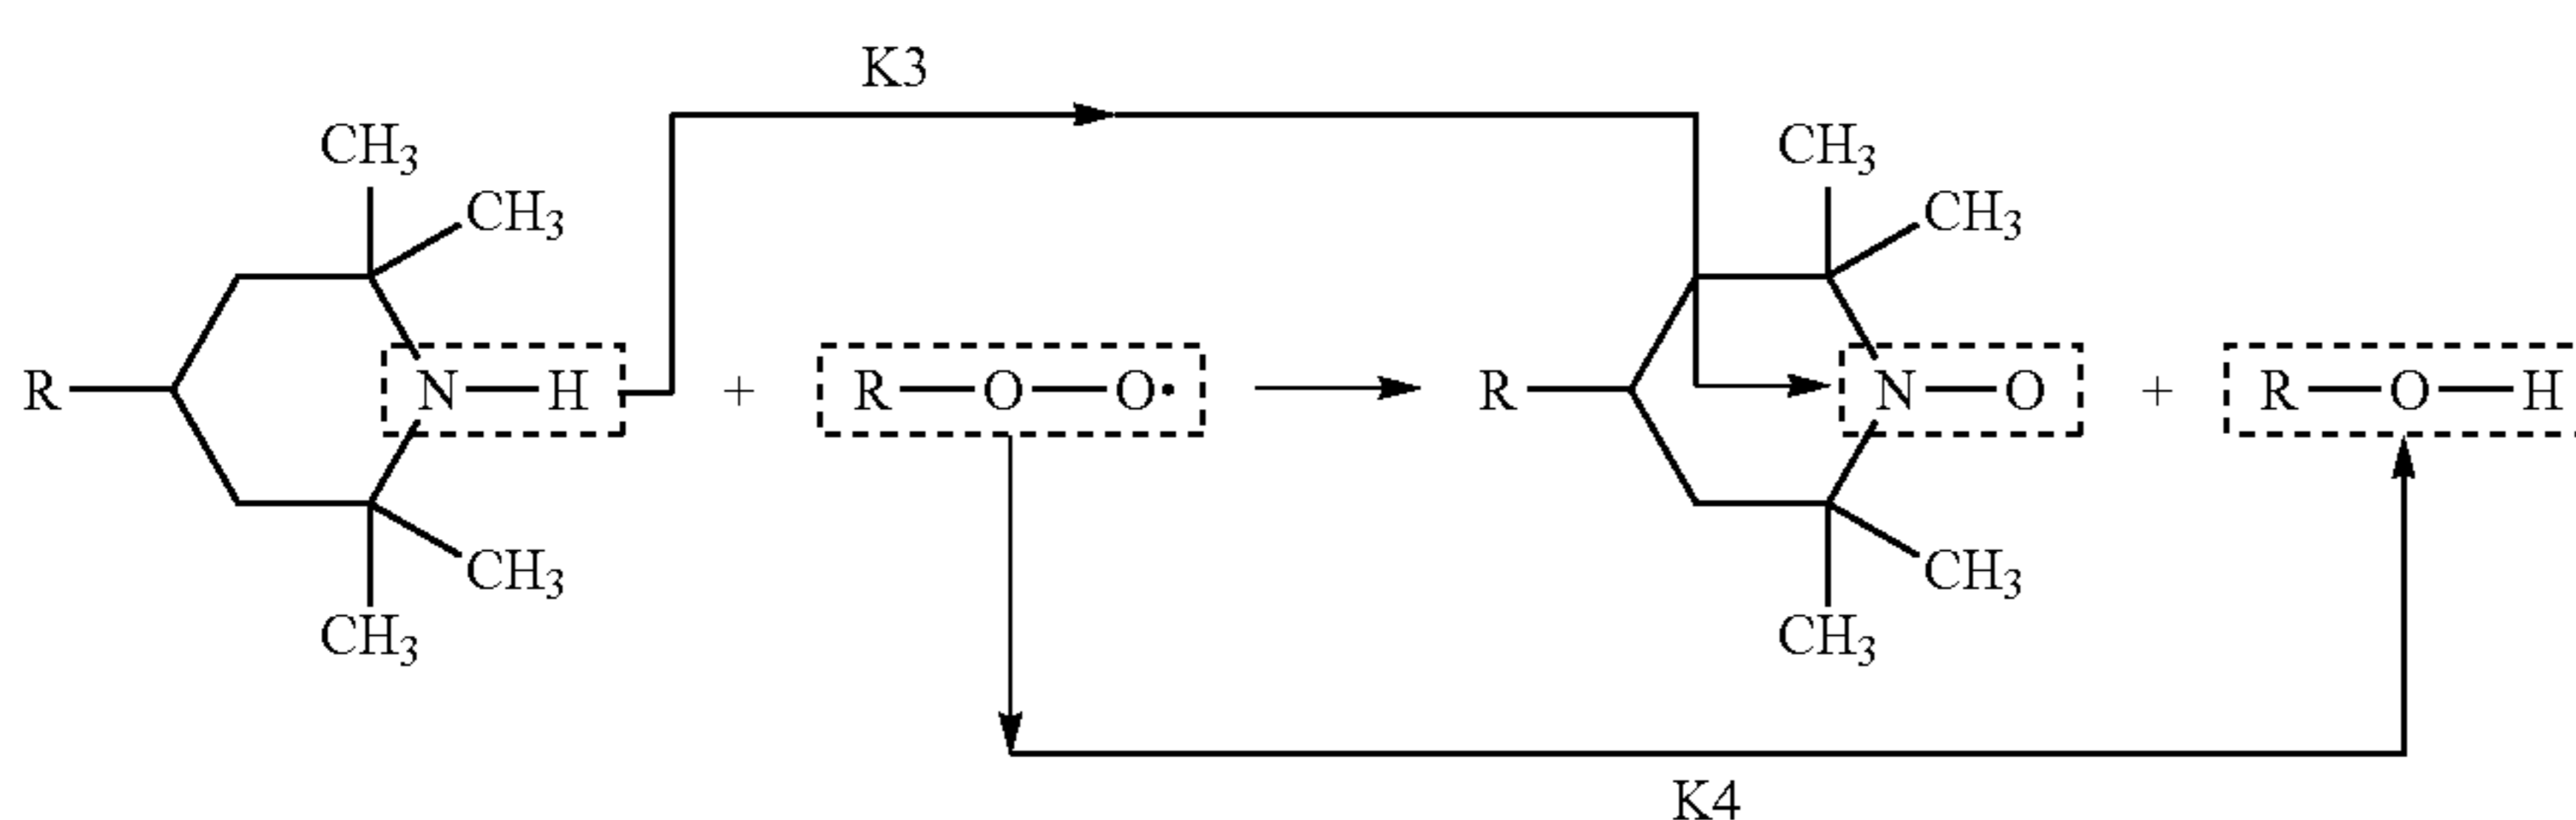 K3
CH₃ CH₃
CH₃ CH₃
R N—H + R—O—O• R N—O + R—O—H
CH₃ CH₃
CH₃ CH₃
K4